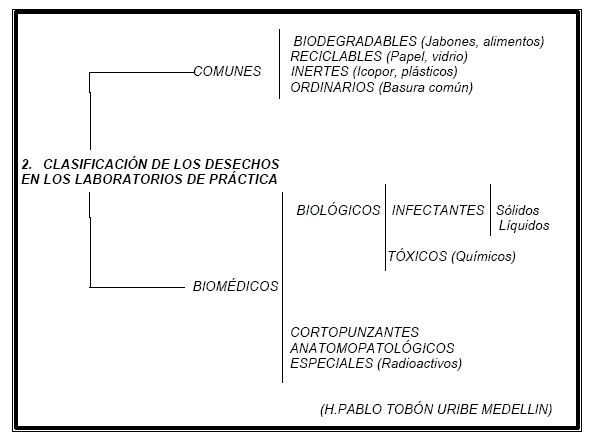 BIODEGRADABLES (Jabones, alimentos)
RECICLABLES (Papel, vidrio)
COMUNES INERTES (Icopor, plásticos)
ORDINARIOS (Basura común)
2. CLASIFICACIÓN DE LOS DESECHOS
EN LOS LABORATORIOS DE PRÁCTICA
BIOLÓGICOS INFECTANTES Sólidos
Líquidos
TÓXICOS (Químicos)
BIOMÉDICOS
CORTOPUNZANTES
ANATOMOPATOLÓGICOS
ESPECIALES (Radioactivos)
(H.PABLO TOBÓN URIBE MEDELLIN)